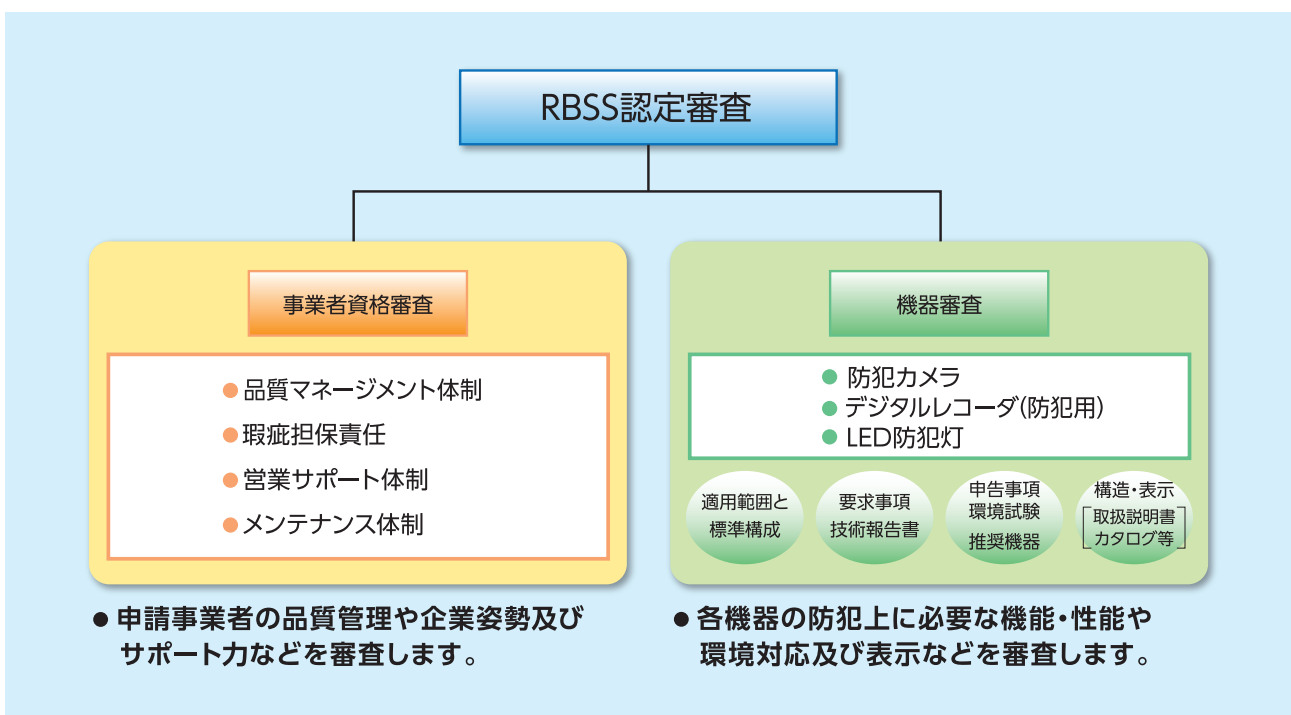 RBSS認定審査
事業者資格審査
●品質マネージメント体制
●瑕疵担保責任
●営業サポート体制
●メンテナンス体制
●申請事業者の品質管理や企業姿勢及び
サポート力などを審査します。
機器審査
●防犯カメラ
●デジタルレコーダ(防犯用)
●LED防犯灯
適用範囲と
標準構成
要求事項
技術報告書
申告事項
環境試験
推奨機器
構造・表示
[取扱説明書
カタログ等]
●各機器の防犯上に必要な機能・性能や
環境対応及び表示などを審査します。